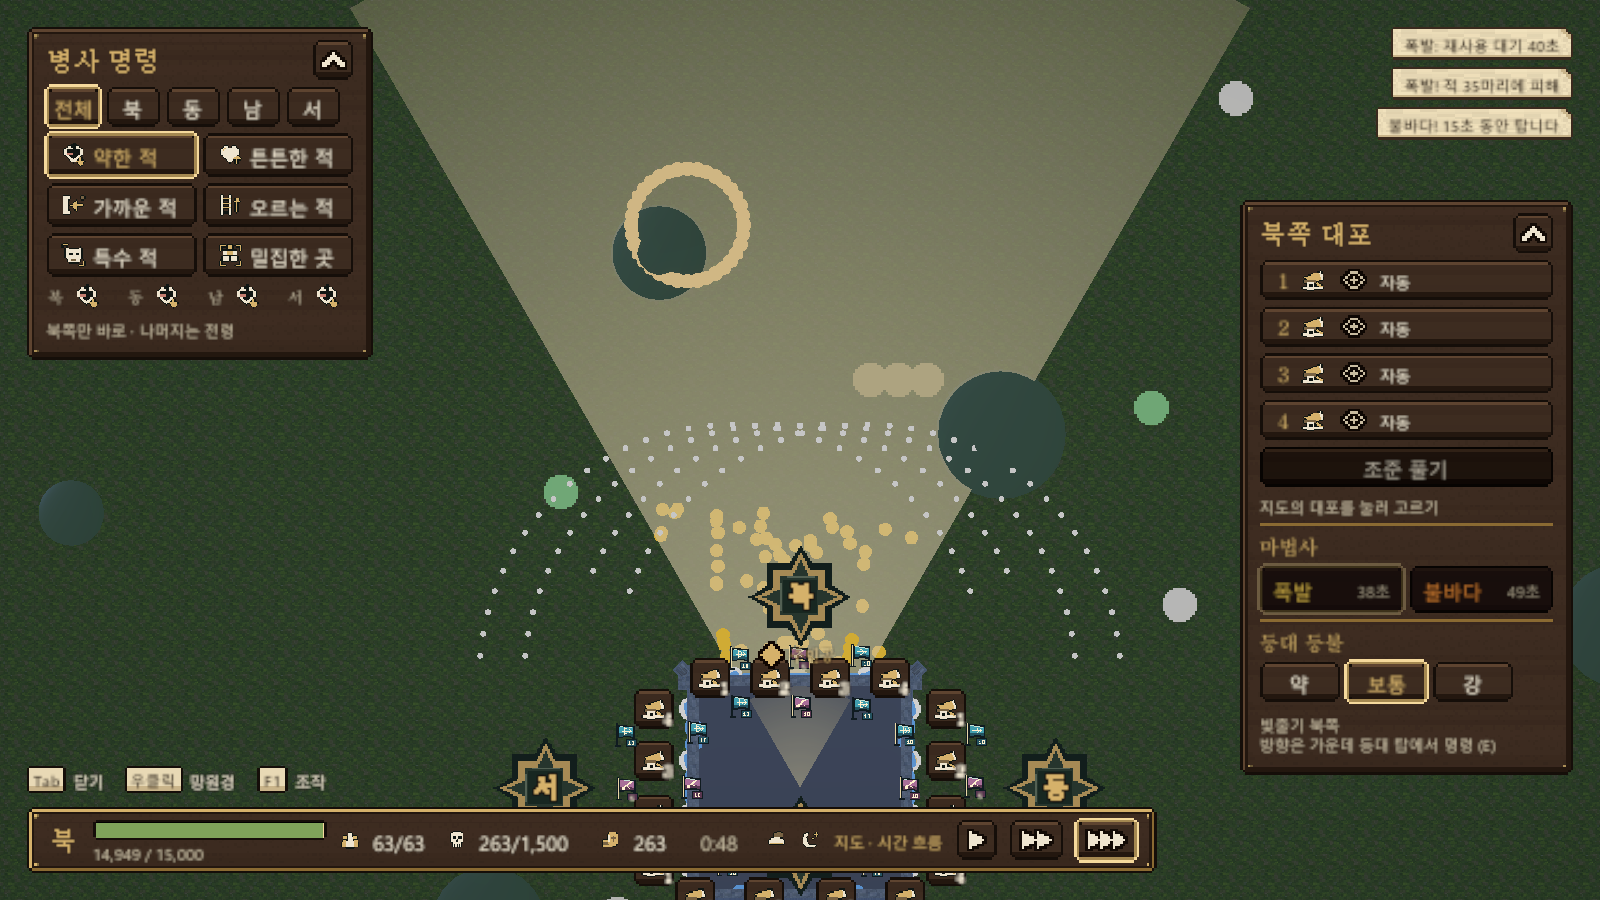 병사 명령
전체 북 동 남 서
약한 적 튼튼한 적
가까운 적 오르는 적
특수 적 밀집한 곳
북 동 남 서
북쪽만 바로 · 나머지는 전령
폭발: 재사용 대기 40초
폭발! 적 35마리에 피해
불바다! 15초 동안 탑니다
북쪽 대포
1 자동
2 자동
3 자동
4 자동
조준 풀기
지도의 대포를 눌러 고르기
마법사
폭발 38초 불바다 49초
등대 등불
약 보통 강
빛줄기 북쪽
방향은 가운데 등대 탑에서 명령 (E)
북
서
동
Tab 닫기 우클릭 망원경 F1 조작
북 14,949 / 15,000 63/63 263/1,500 263 0:48 지도 · 시간 흐름